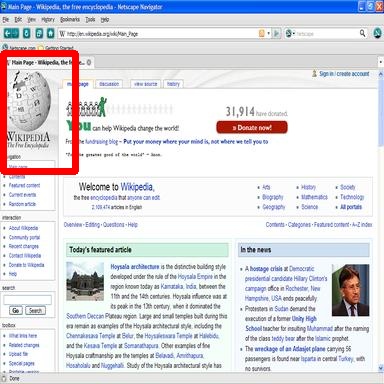 Main Page - Wikipedia, the free encyclopedia - Netscape Navigator
File Edit View History Bookmarks Tools Help
http://en.wikipedia.org/wiki/Main_Page
Netscape.com Getting Started
Main Page - Wikipedia, the fr...
Sign in / create account
main page discussion view source history
31,914 have donated.
You can help Wikipedia change the world!
» Donate now!
From the fundraising blog – Put your money where your mind is, not where we tell you to
"For the greatest good of the world" — Anon.
WIKIPEDIA
The Free Encyclopedia
navigation
Main page
Contents
Featured content
Current events
Random article
interaction
About Wikipedia
Community portal
Recent changes
Contact Wikipedia
Donate to Wikipedia
Help
search
Go Search
toolbox
What links here
Related changes
Upload file
Special pages
Printable version
Welcome to Wikipedia,
the free encyclopedia that anyone can edit.
2,109,474 articles in English
Arts History Society
Biography Mathematics Technology
Geography Science All portals
Overview · Editing · Questions · Help
Contents · Categories · Featured content · A–Z index
Today's featured article
Hoysala architecture is the distinctive building style
developed under the rule of the Hoysala Empire in the
region known today as Karnataka, India, between
the 11th and the 14th centuries. Hoysala influence was
at its peak in the 13th century, when it dominated the
Southern Deccan Plateau region. Large and small temples built during this
era remain as examples of the Hoysala architectural style, including the
Chennakesava Temple at Belur, the Hoysaleswara Temple at Halebidu,
and the Kesava Temple at Somanathapura. Other examples of fine
Hoysala craftmanship are the temples at Belavadi, Amrithapura,
Hosaholalu and Nuggehalli. Study of the Hoysala architectural style has
In the news
A hostage crisis at Democratic
presidential candidate Hillary Clinton's
campaign office in Rochester, New
Hampshire, USA ends peacefully.
Protesters in Sudan demand the
execution of a former Unity High
School teacher for insulting Muhammad after the naming of
the class teddy bear after the Islamic prophet.
The wreckage of an Atlasjet plane carrying 56
passengers is found near Isparta in central Turkey, with
no survivors.
Done